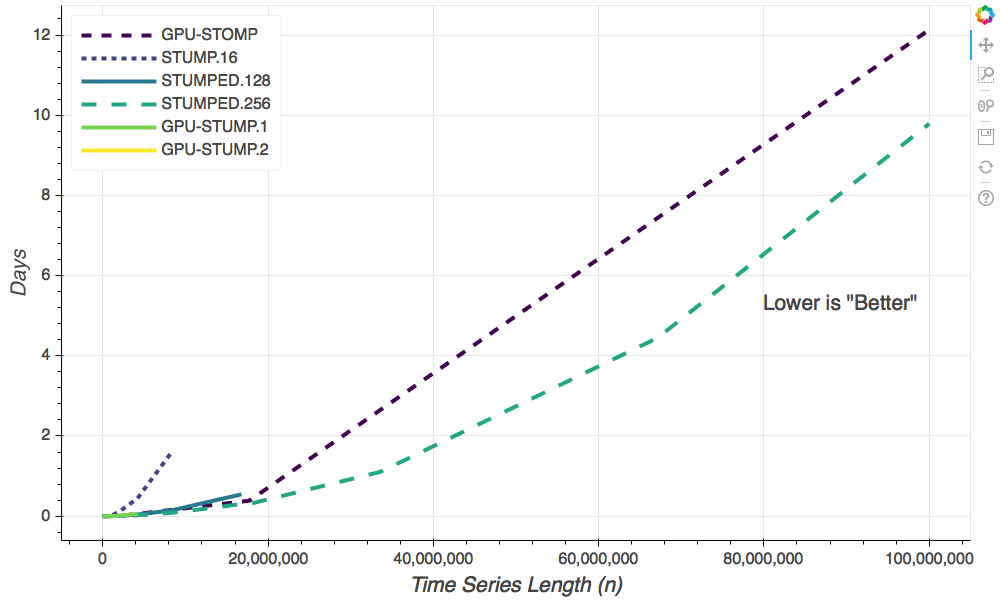 GPU-STOMP
STUMP.16
STUMPED.128
STUMPED.256
GPU-STUMP.1
GPU-STUMP.2
12
10
8
6
4
2
0
Days
Lower is "Better"
0
20,000,000
40,000,000
60,000,000
80,000,000
100,000,000
Time Series Length (n)